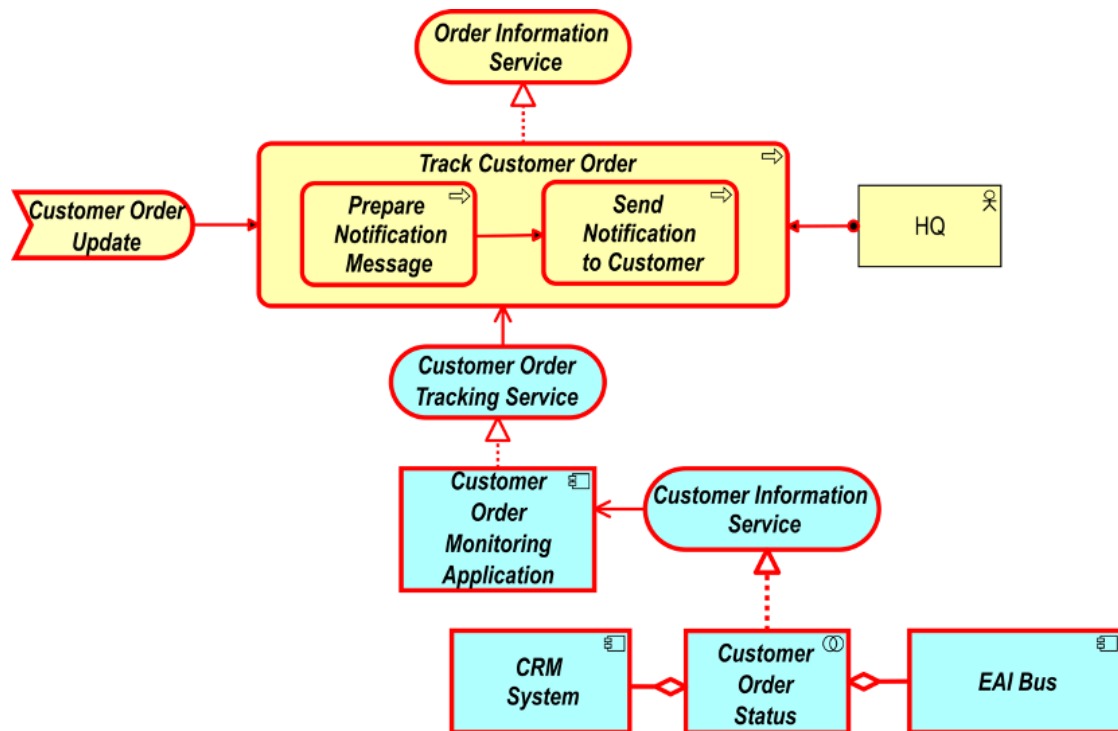 Order Information
Service
Track Customer Order
Customer Order
Update
Prepare
Notification
Message
Send
Notification
to Customer
HQ
Customer Order
Tracking Service
Customer
Order
Monitoring
Application
Customer Information
Service
CRM
System
Customer
Order
Status
EAI Bus